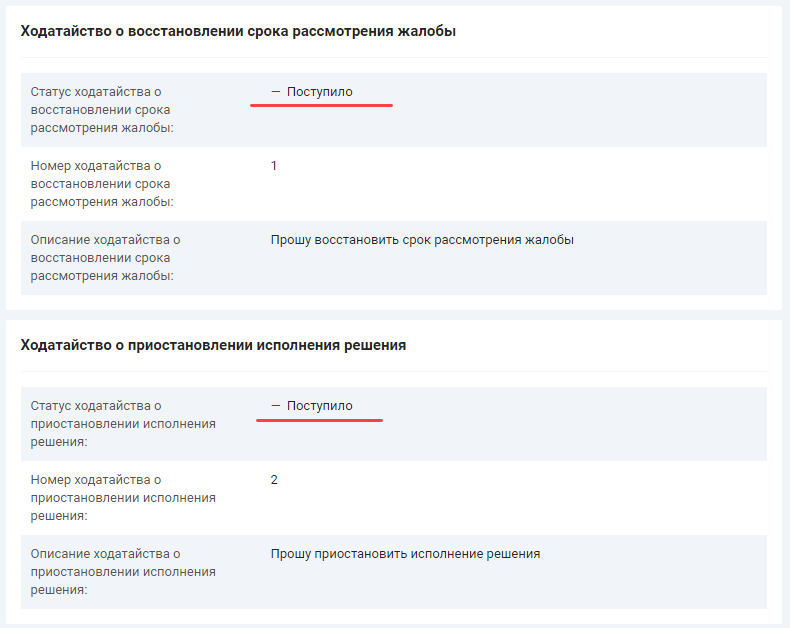 Ходатайство о восстановлении срока рассмотрения жалобы
Статус ходатайства о
восстановлении срока
рассмотрения жалобы:
— Поступило
Номер ходатайства о
восстановлении срока
рассмотрения жалобы:
1
Описание ходатайства о
восстановлении срока
рассмотрения жалобы:
Прошу восстановить срок рассмотрения жалобы
Ходатайство о приостановлении исполнения решения
Статус ходатайства о
приостановлении исполнения
решения:
— Поступило
Номер ходатайства о
приостановлении исполнения
решения:
2
Описание ходатайства о
приостановлении исполнения
решения:
Прошу приостановить исполнение решения